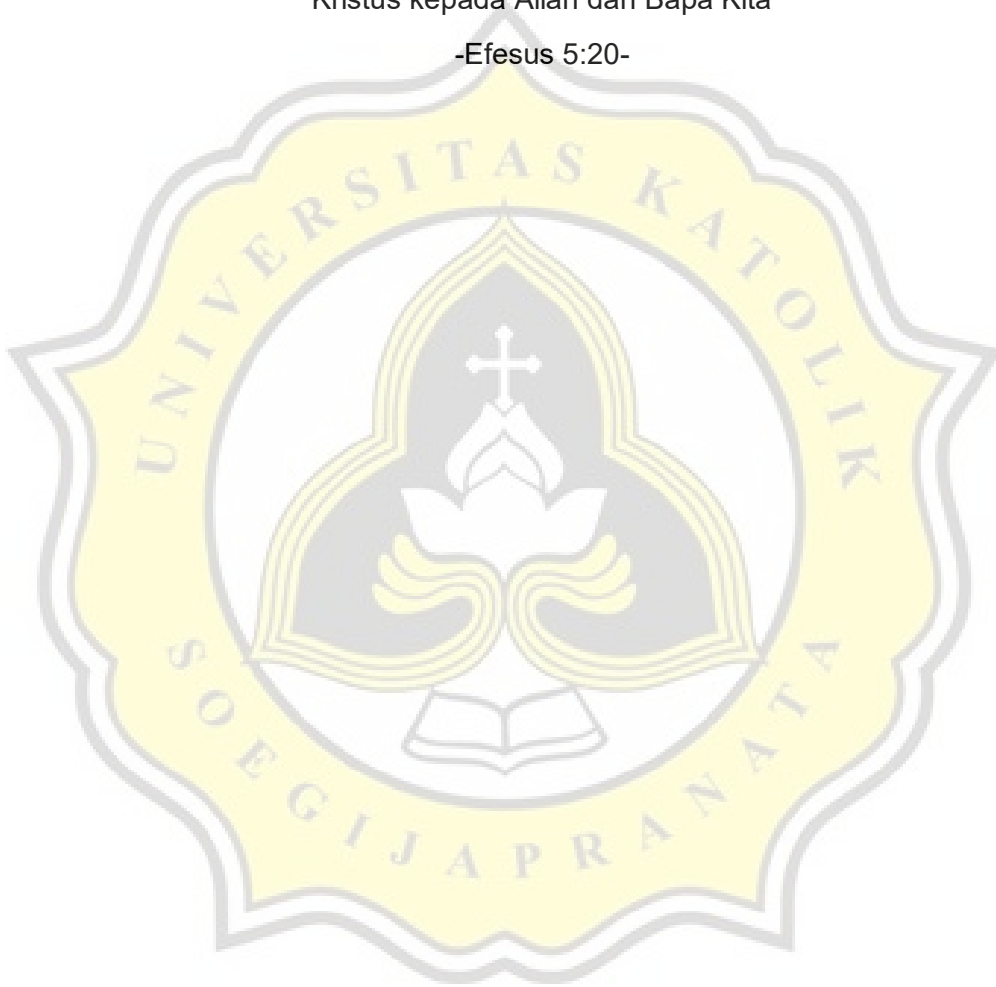 Kristus kepada Allah dan Bapa Kita
-Efesus 5:20-
UNIVERSITAS KATOLIK
SOEGIJAPRANATA